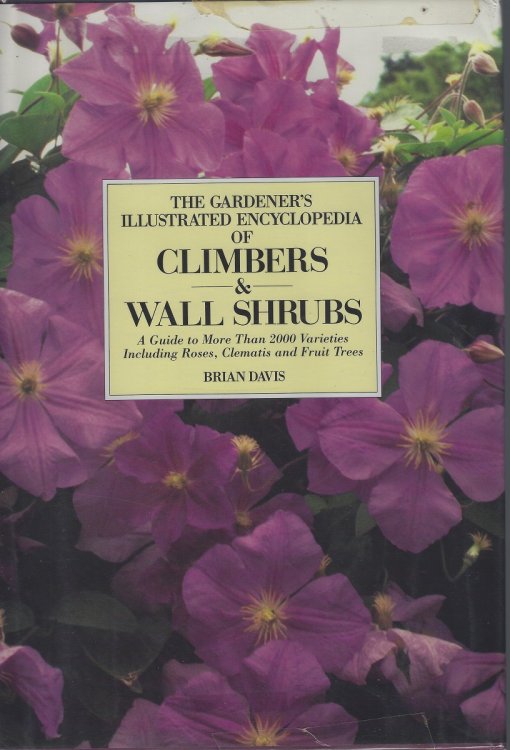 THE GARDENER'S
ILLUSTRATED ENCYCLOPEDIA
OF
CLIMBERS
&
WALL SHRUBS
A Guide to More Than 2000 Varieties
Including Roses, Clematis and Fruit Trees
BRIAN DAVIS